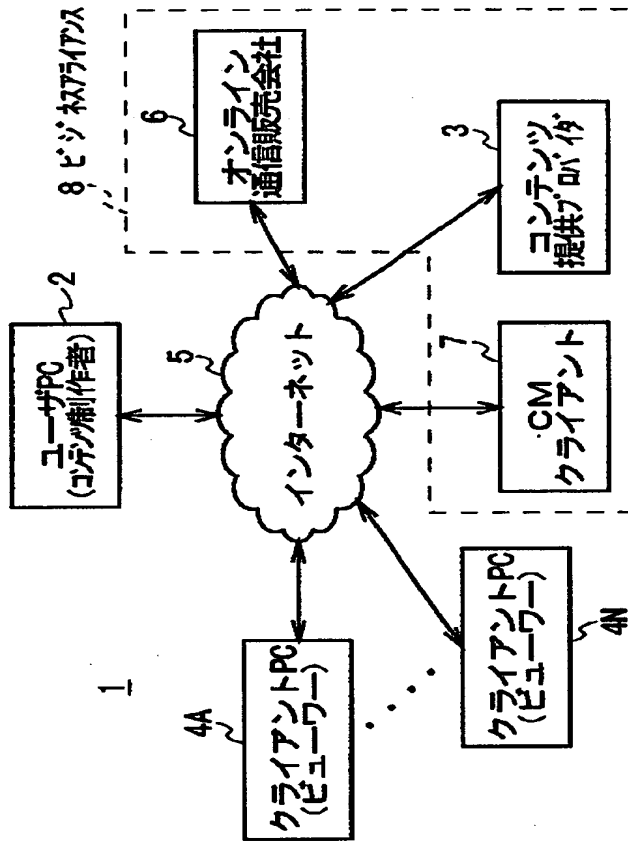 1
8 ビジネスアライアンス
2
ユーザPC
(コンテンツ制作者)
6
オンライン
通信販売会社
5
インターネット
4A
クライアントPC
(ビューワー)
4N
クライアントPC
(ビューワー)
7
CM
クライアント
3
コンテンツ
提供プロバイダ